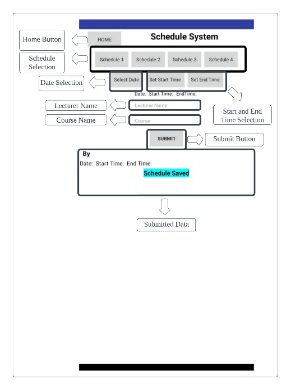 Home Button
HOME
Schedule System
Schedule Selection
Schedule 1
Schedule 2
Schedule 3
Schedule 4
Date Selection
Select Date
Set Start Time
Set End Time
Date: Start Time: EndTime:
Lecturer Name
Lecturer Name
Start and End
Time Selection
Course Name
Course
SUBMIT
Submit Button
By
Date: Start Time: End Time:
Schedule Saved
Submitted Data